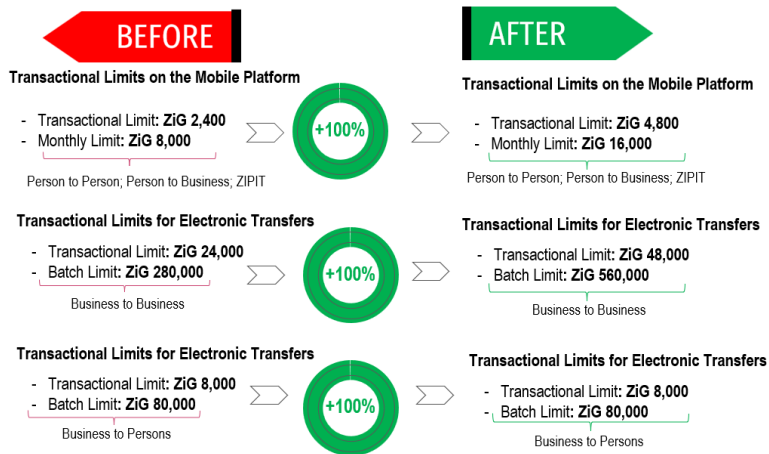 BEFORE
AFTER
Transactional Limits on the Mobile Platform
- Transactional Limit: ZiG 2,400
- Monthly Limit: ZiG 8,000
Person to Person; Person to Business; ZIPIT
+100%
Transactional Limits on the Mobile Platform
- Transactional Limit: ZiG 4,800
- Monthly Limit: ZiG 16,000
Person to Person; Person to Business; ZIPIT
Transactional Limits for Electronic Transfers
- Transactional Limit: ZiG 24,000
- Batch Limit: ZiG 280,000
Business to Business
+100%
Transactional Limits for Electronic Transfers
- Transactional Limit: ZiG 48,000
- Batch Limit: ZiG 560,000
Business to Business
Transactional Limits for Electronic Transfers
- Transactional Limit: ZiG 8,000
- Batch Limit: ZiG 80,000
Business to Persons
+100%
Transactional Limits for Electronic Transfers
- Transactional Limit: ZiG 8,000
- Batch Limit: ZiG 80,000
Business to Persons